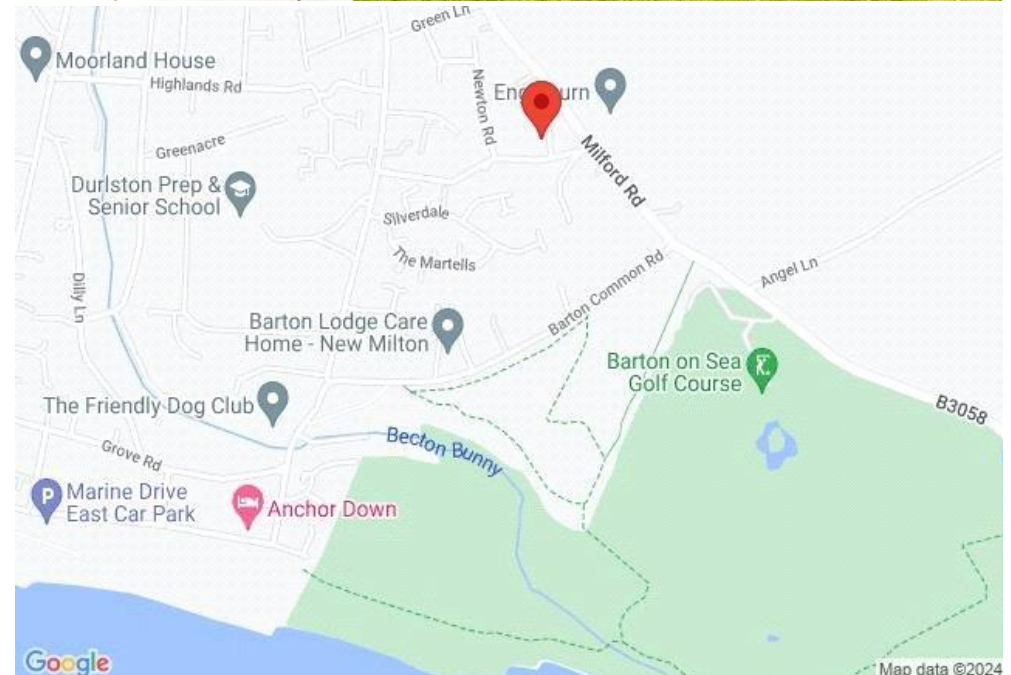 Green Ln
Moorland House
Highlands Rd
Newton Rd
Milford Rd
Greenacre
Durlston Prep &
Senior School
Silverdale
The Martells
Dilly Ln
Barton Common Rd
Angel Ln
Barton Lodge Care
Home - New Milton
Barton on Sea
Golf Course
The Friendly Dog Club
B3058
Becton Bunny
Grove Rd
Marine Drive
East Car Park
P
Anchor Down
Google
Map data ©2024